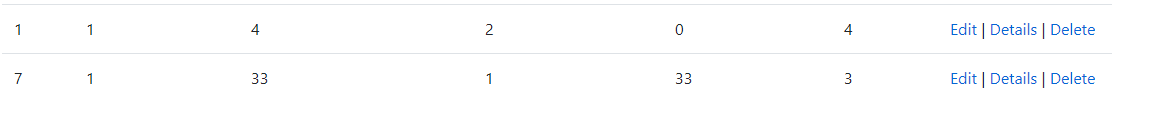 1 1 4 2 0 4 Edit | Details | Delete
7 1 33 1 33 3 Edit | Details | Delete